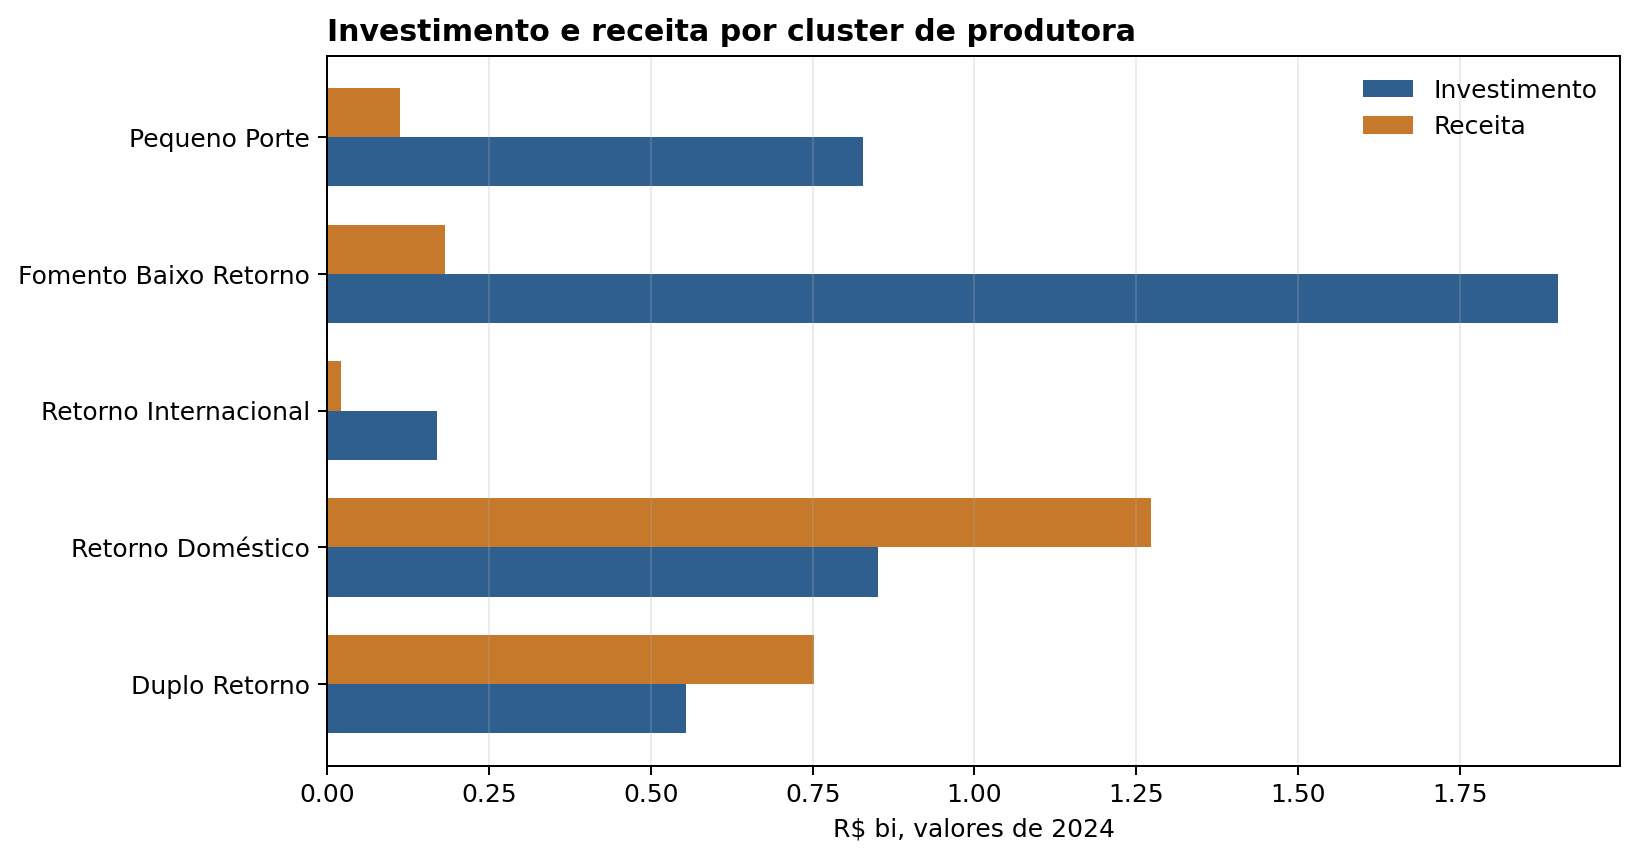 Investimento e receita por cluster de produtora
Investimento
Receita
Pequeno Porte
Fomento Baixo Retorno
Retorno Internacional
Retorno Doméstico
Duplo Retorno
0.00 0.25 0.50 0.75 1.00 1.25 1.50 1.75
R$ bi, valores de 2024